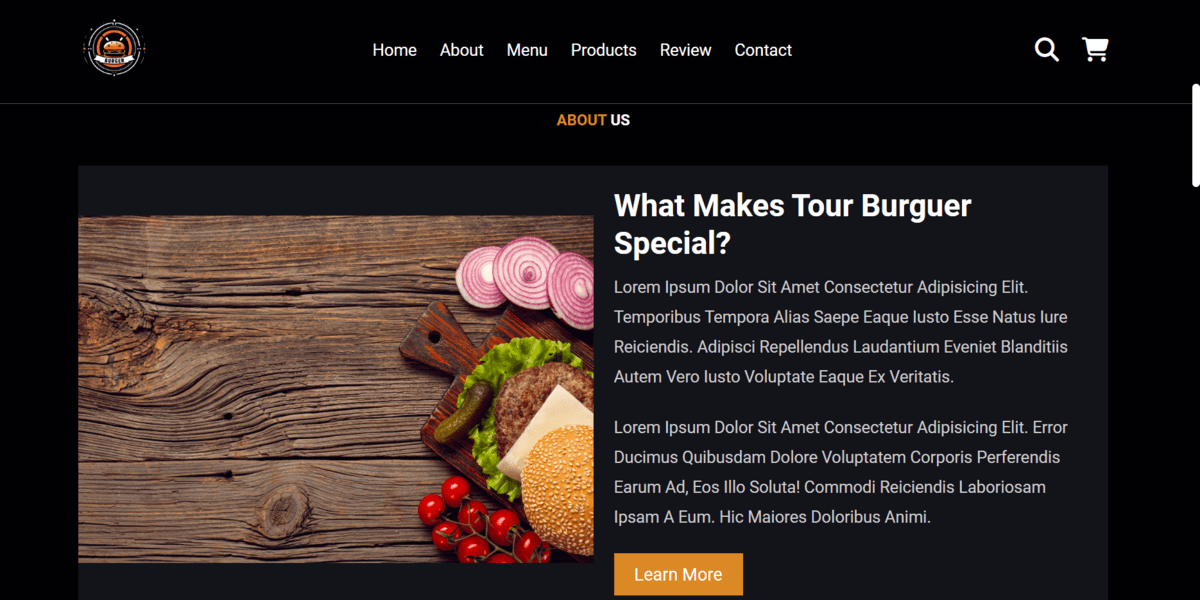 BURGER
Home About Menu Products Review Contact
ABOUT US
What Makes Tour Burguer
Special?
Lorem Ipsum Dolor Sit Amet Consectetur Adipisicing Elit.
Temporibus Tempora Alias Saepe Eaque Iusto Esse Natus Iure
Reiciendis. Adipisci Repellendus Laudantium Eveniet Blanditiis
Autem Vero Iusto Voluptate Eaque Ex Veritatis.
Lorem Ipsum Dolor Sit Amet Consectetur Adipisicing Elit. Error
Ducimus Quibusdam Dolore Voluptatem Corporis Perferendis
Earum Ad, Eos Illo Soluta! Commodi Reiciendis Laboriosam
Ipsam A Eum. Hic Maiores Doloribus Animi.
Learn More